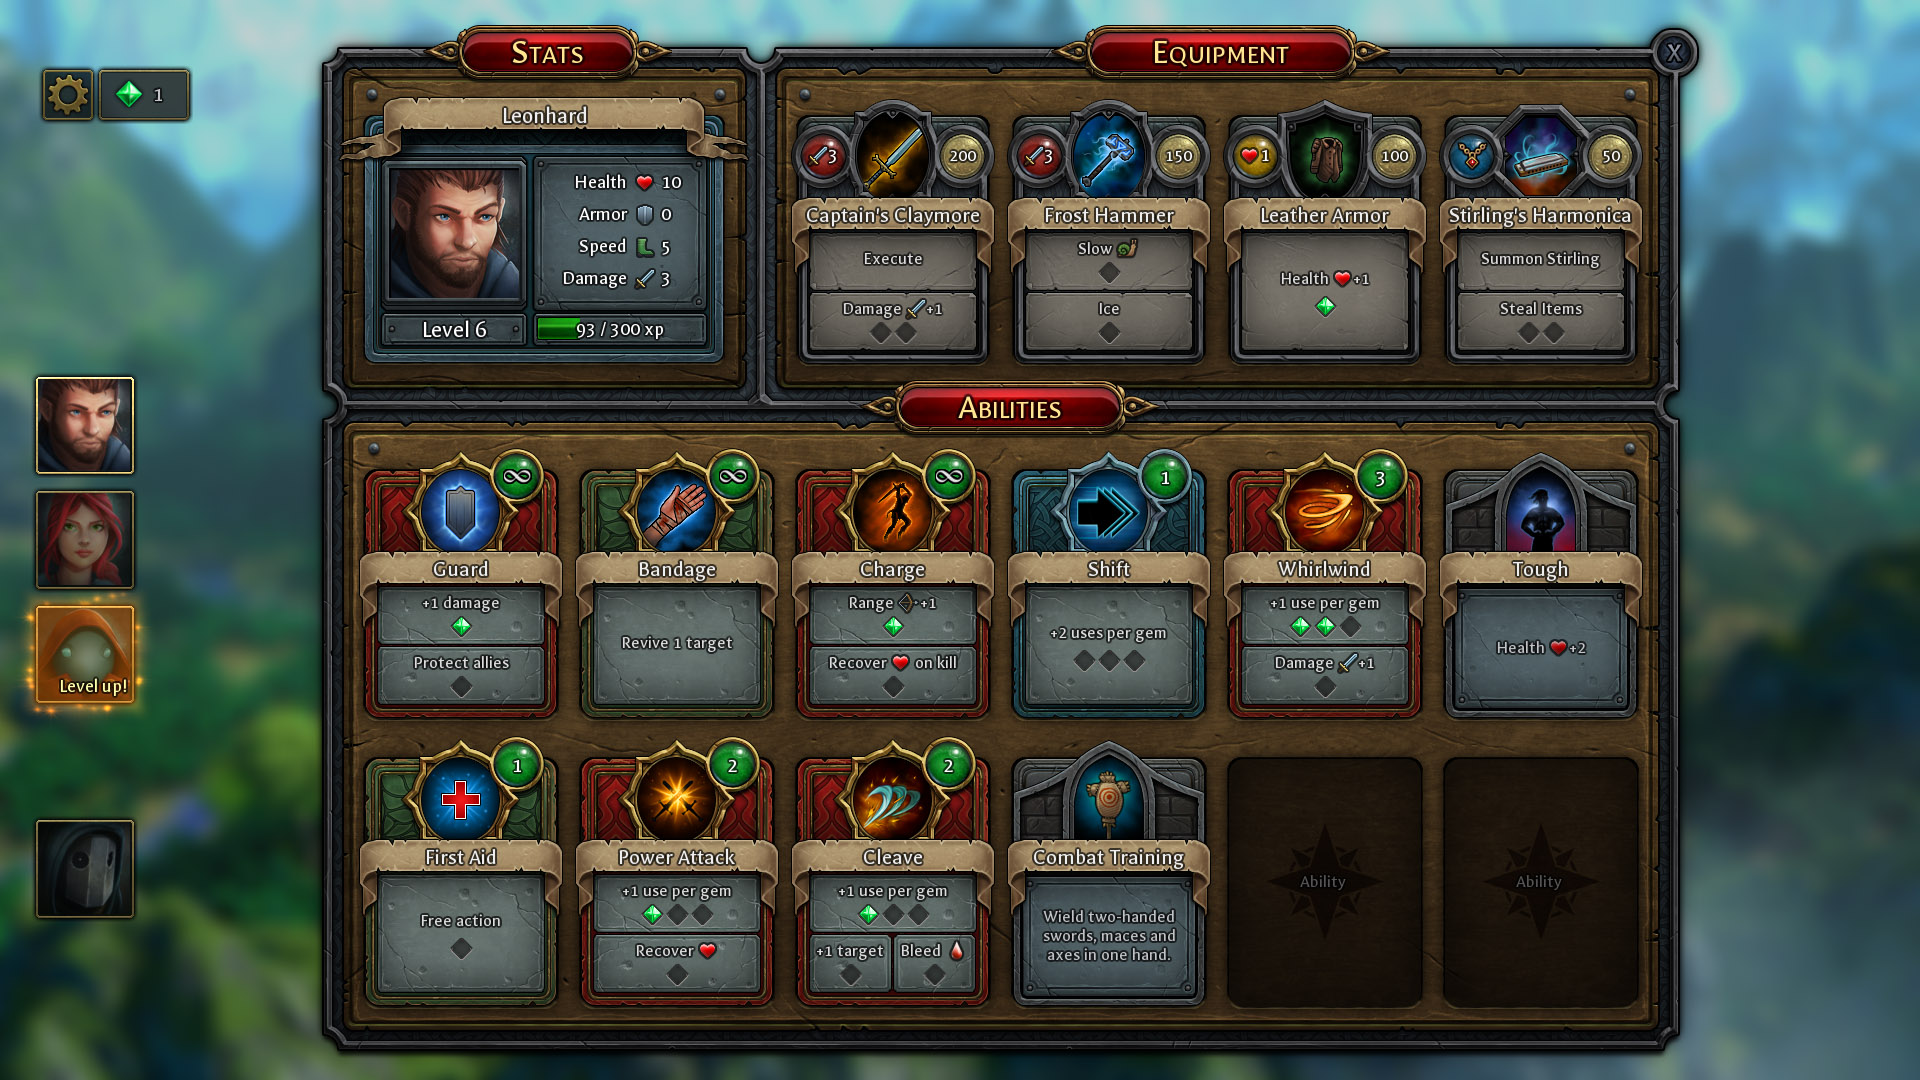 STATS
EQUIPMENT
X
1
Leonhard
Health 10
Armor 0
Speed 5
Damage 3
Level 6
93 / 300 xp
3
200
Captain's Claymore
Execute
Damage +1
3
150
Frost Hammer
Slow
Ice
1
100
Leather Armor
Health +1
50
Stirling's Harmonica
Summon Stirling
Steal Items
ABILITIES
Level up!
∞
Guard
+1 damage
Protect allies
∞
Bandage
Revive 1 target
∞
Charge
Range +1
Recover on kill
1
Shift
+2 uses per gem
3
Whirlwind
+1 use per gem
Damage +1
Tough
Health +2
1
First Aid
Free action
2
Power Attack
+1 use per gem
Recover
2
Cleave
+1 use per gem
+1 target
Bleed
Combat Training
Wield two-handed
swords, maces and
axes in one hand.
Ability
Ability